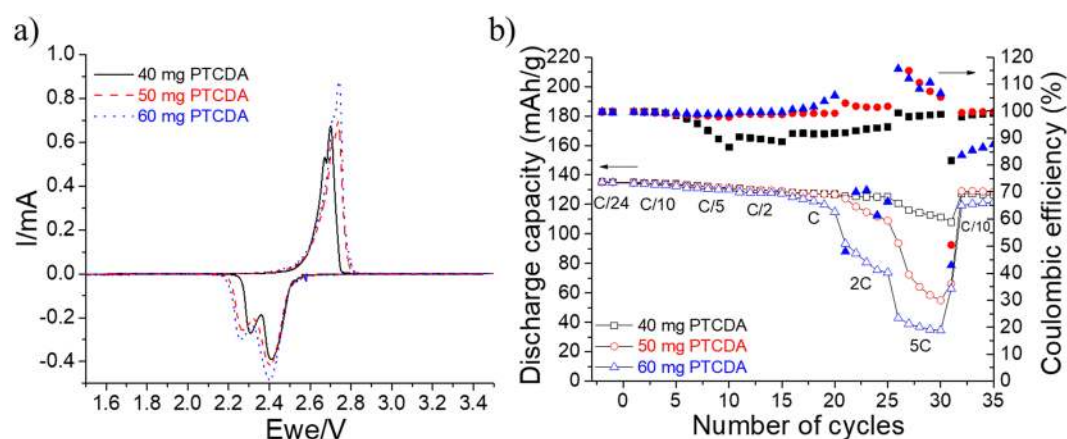 a)
1.0
0.8
0.6
0.4
0.2
0.0
-0.2
-0.4
I/mA
40 mg PTCDA
50 mg PTCDA
60 mg PTCDA
1.6 2.0 2.4 2.8 3.2
1.8 2.2 2.6 3.0 3.4
Ewe/V
b)
220
200
180
160
140
120
100
80
60
40
20
0
Discharge capacity (mAh/g)
C/24 C/10 C/5 C/2 C 2C 5C C/10
40 mg PTCDA
50 mg PTCDA
60 mg PTCDA
0 5 10 15 20 25 30 35
Number of cycles
120
110
100
90
80
70
60
50
40
30
20
10
0
Coulombic efficiency (%)